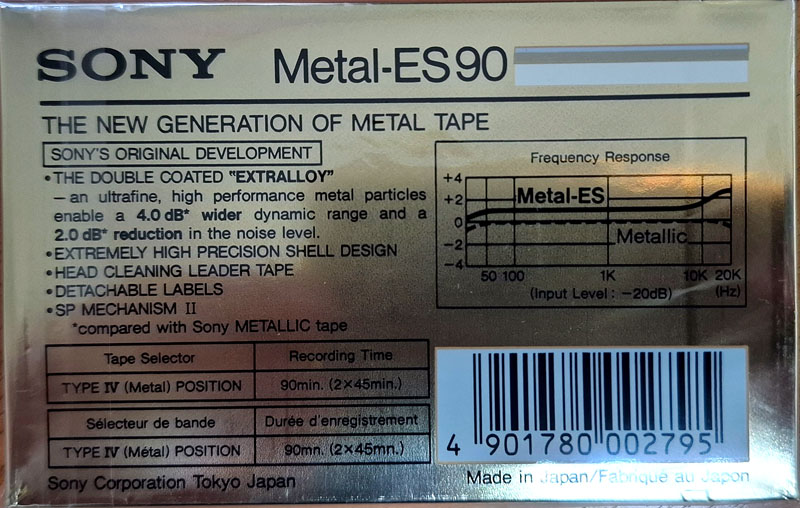 SONY Metal-ES90
THE NEW GENERATION OF METAL TAPE
SONY'S ORIGINAL DEVELOPMENT
•THE DOUBLE COATED "EXTRALLOY"
—an ultrafine, high performance metal particles
enable a 4.0 dB* wider dynamic range and a
2.0 dB* reduction in the noise level.
•EXTREMELY HIGH PRECISION SHELL DESIGN
•HEAD CLEANING LEADER TAPE
•DETACHABLE LABELS
•SP MECHANISM II
*compared with Sony METALLIC tape
Frequency Response
+4
+2
0
−2
−4
Metal-ES
Metallic
50 100 1K 10K 20K
(Input Level : −20dB) (Hz)
Tape Selector Recording Time
TYPE IV (Metal) POSITION 90min. (2×45min.)
Sélecteur de bande Durée d'enregistrement
TYPE IV (Métal) POSITION 90mn. (2×45mn.)
Sony Corporation Tokyo Japan
4 901780 002795
Made in Japan/Fabriqué au Japon